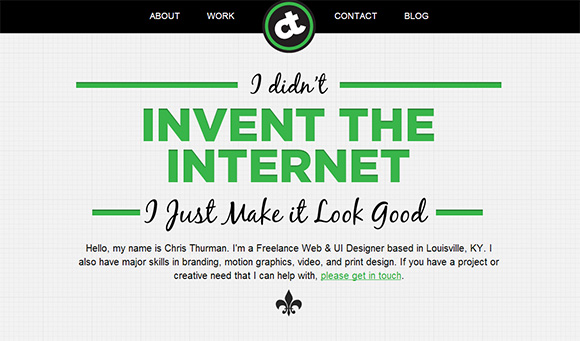 ABOUT WORK ct CONTACT BLOG
I didn't
INVENT THE
INTERNET
I Just Make it Look Good
Hello, my name is Chris Thurman. I'm a Freelance Web & UI Designer based in Louisville, KY. I
also have major skills in branding, motion graphics, video, and print design. If you have a project or
creative need that I can help with, please get in touch.